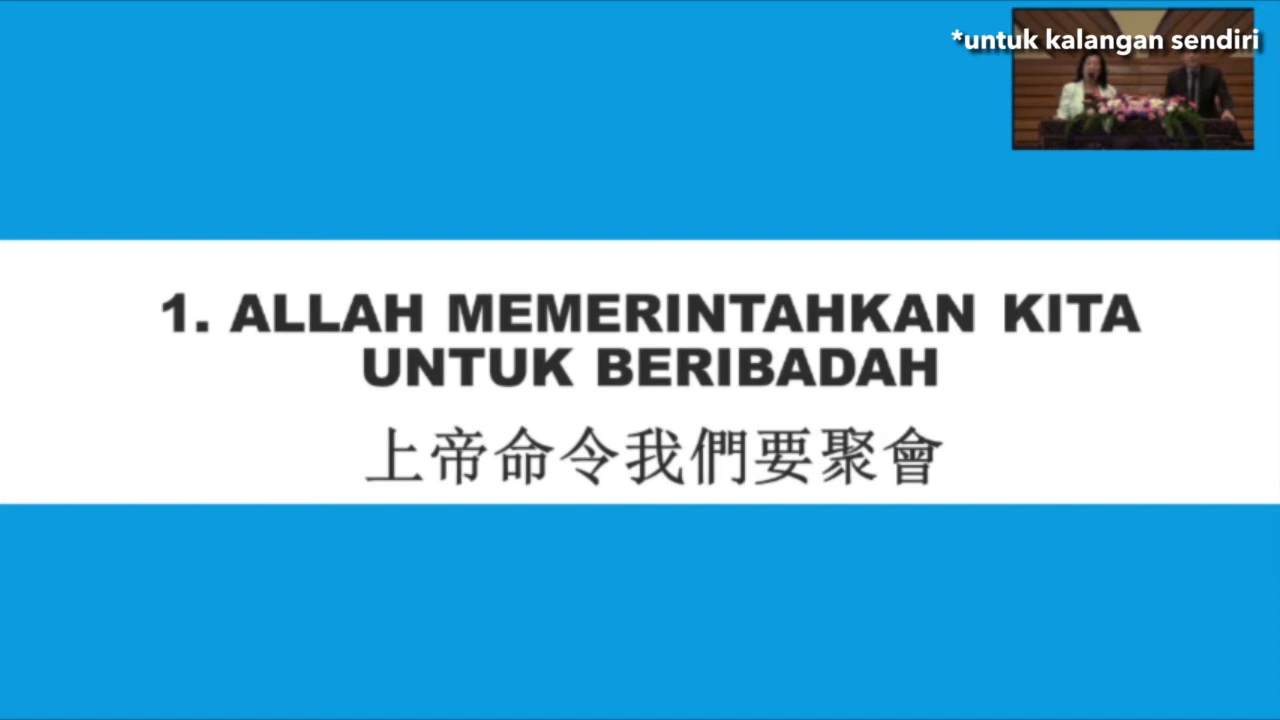 *untuk kalangan sendiri
1. ALLAH MEMERINTAHKAN KITA
UNTUK BERIBADAH
上帝命令我們要聚會